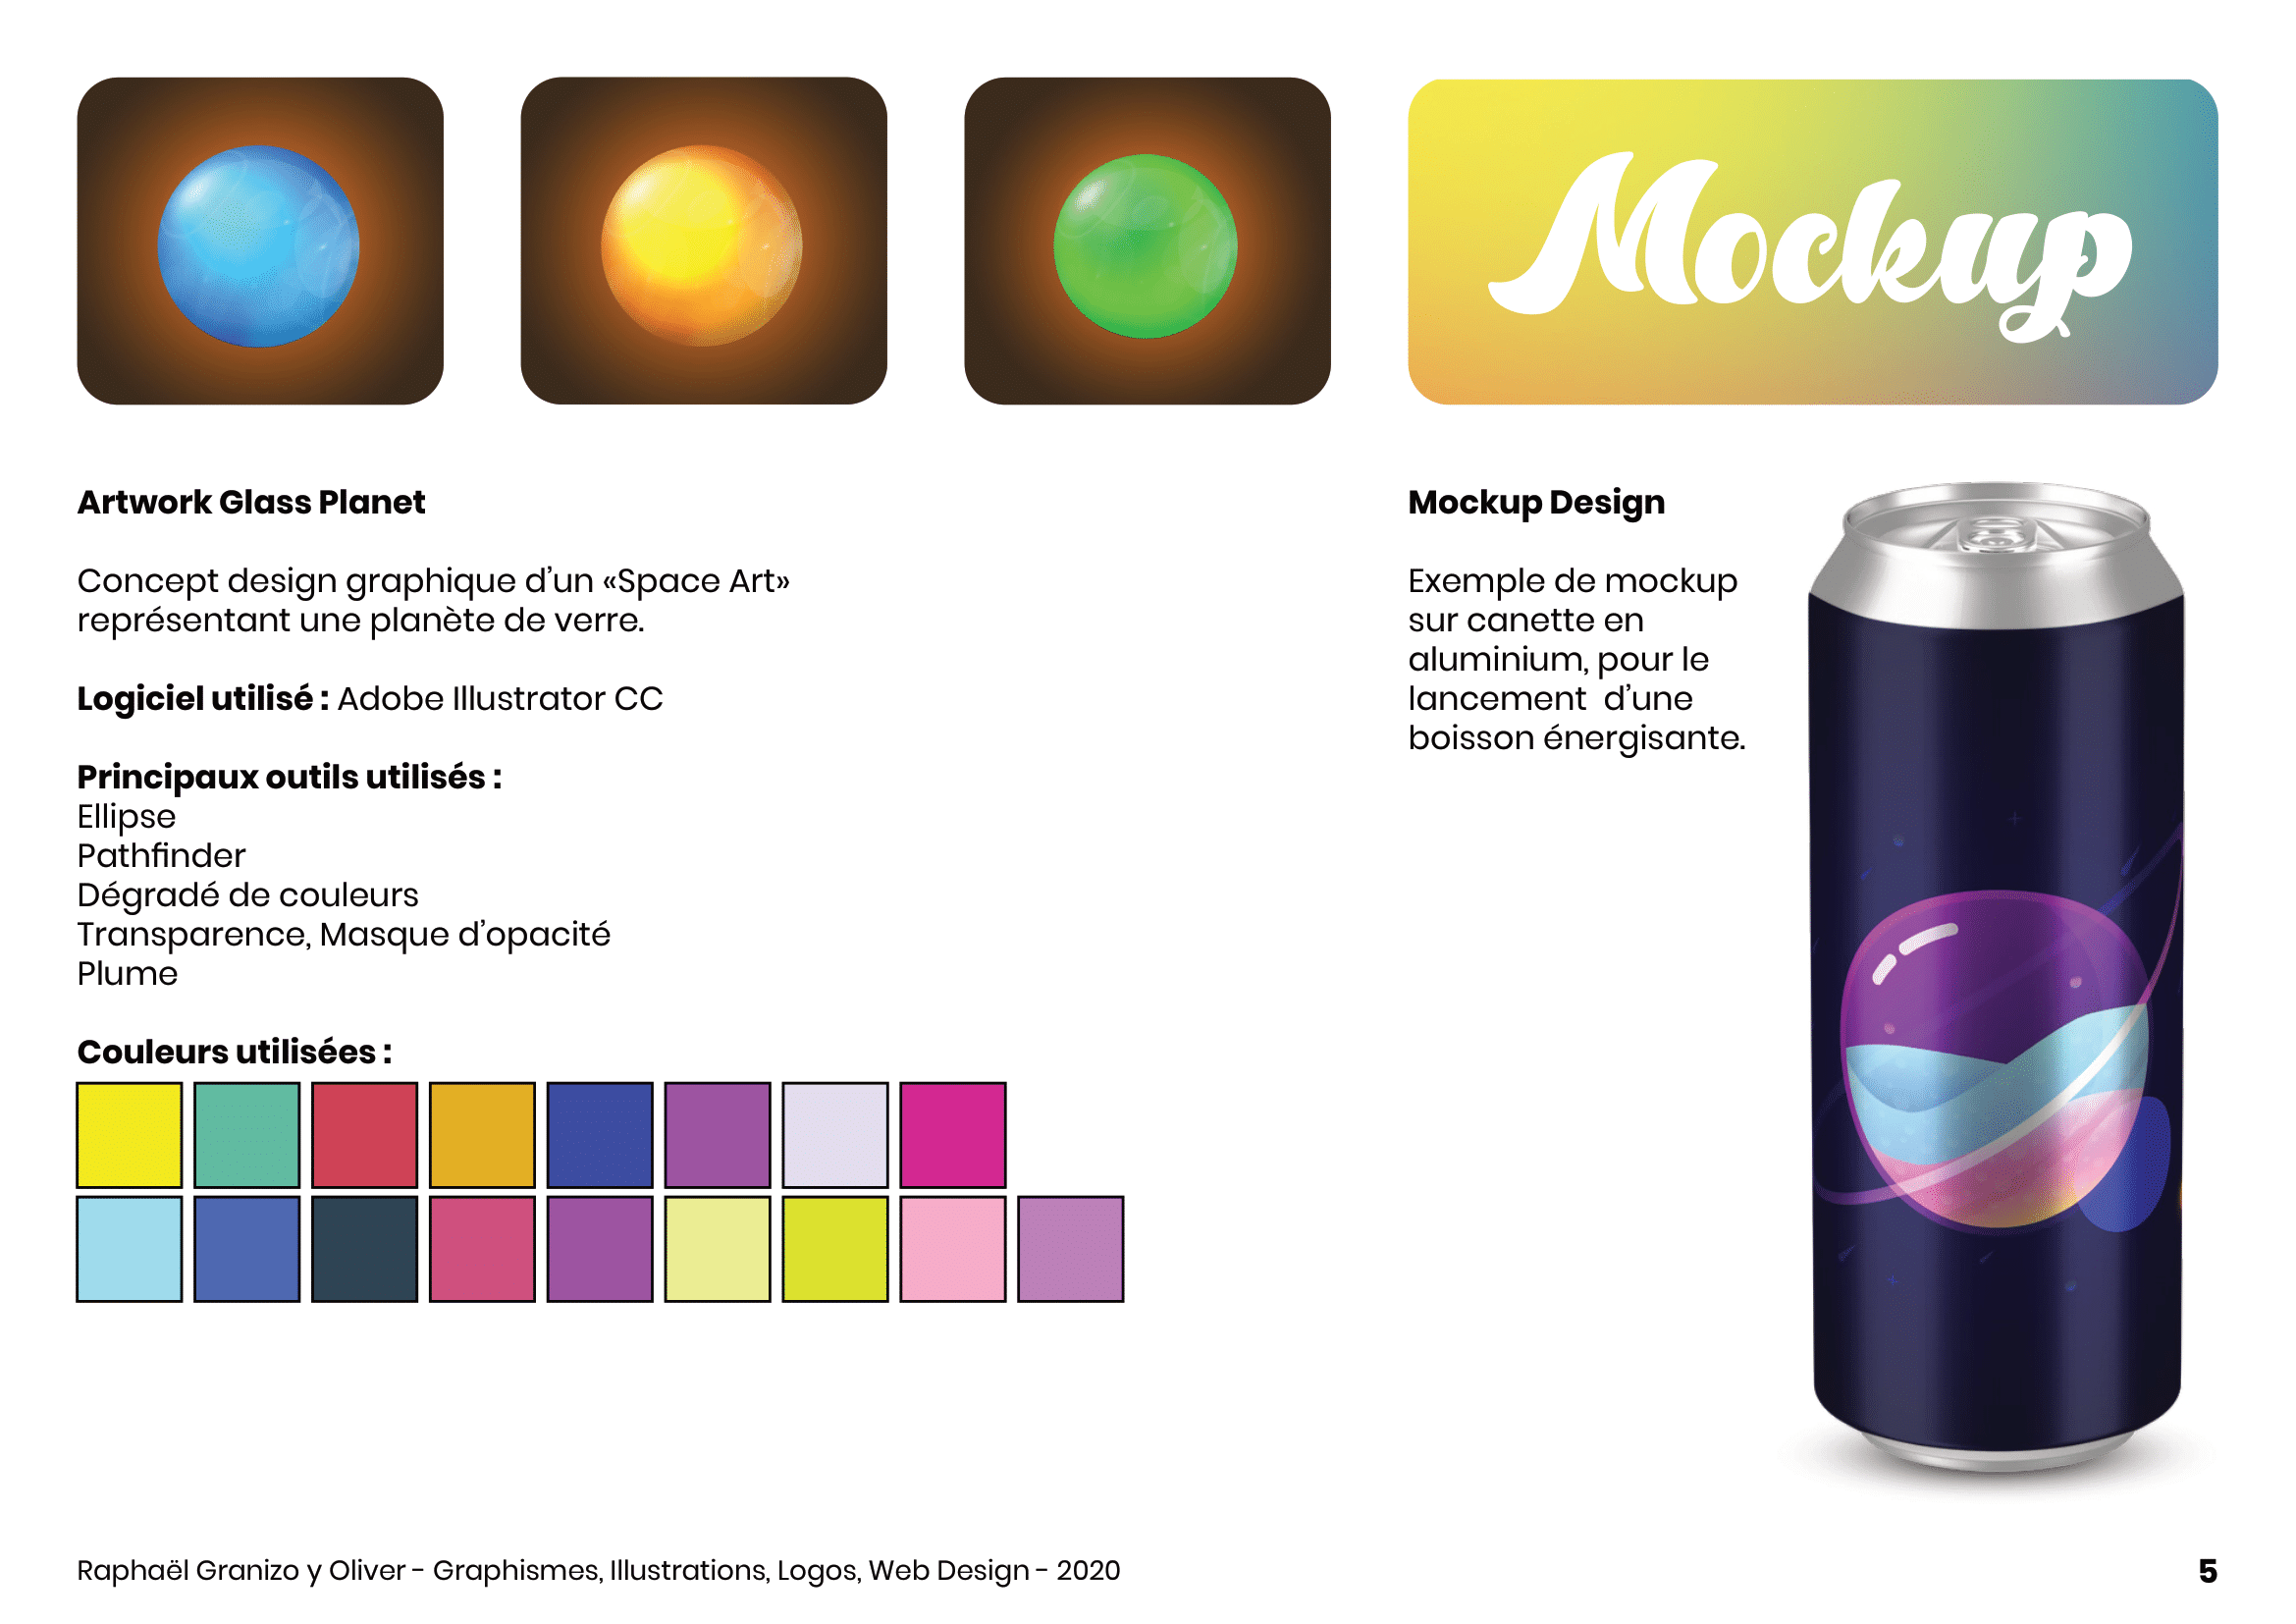 Mockup
Artwork Glass Planet
Concept design graphique d’un «Space Art»
représentant une planète de verre.
Logiciel utilisé : Adobe Illustrator CC
Principaux outils utilisés :
Ellipse
Pathfinder
Dégradé de couleurs
Transparence, Masque d’opacité
Plume
Couleurs utilisées :
Mockup Design
Exemple de mockup
sur canette en
aluminium, pour le
lancement  d’une
boisson énergisante.
Raphaël Granizo y Oliver - Graphismes, Illustrations, Logos, Web Design - 2020
5